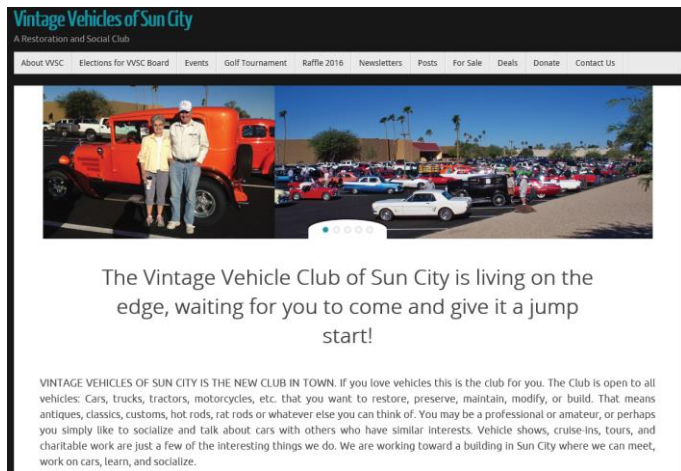 Vintage Vehicles of Sun City
A Restoration and Social Club
About VVSC Elections for VVSC Board Events Golf Tournament Raffle 2016 Newsletters Posts For Sale Deals Donate Contact Us
The Vintage Vehicle Club of Sun City is living on the
edge, waiting for you to come and give it a jump
start!
VINTAGE VEHICLES OF SUN CITY IS THE NEW CLUB IN TOWN. If you love vehicles this is the club for you. The Club is open to all
vehicles: Cars, trucks, tractors, motorcycles, etc. that you want to restore, preserve, maintain, modify, or build. That means
antiques, classics, customs, hot rods, rat rods or whatever else you can think of. You may be a professional or amateur, or perhaps
you simply like to socialize and talk about cars with others who have similar interests. Vehicle shows, cruise-ins, tours, and
charitable work are just a few of the interesting things we do. We are working toward a building in Sun City where we can meet,
work on cars, learn, and socialize.